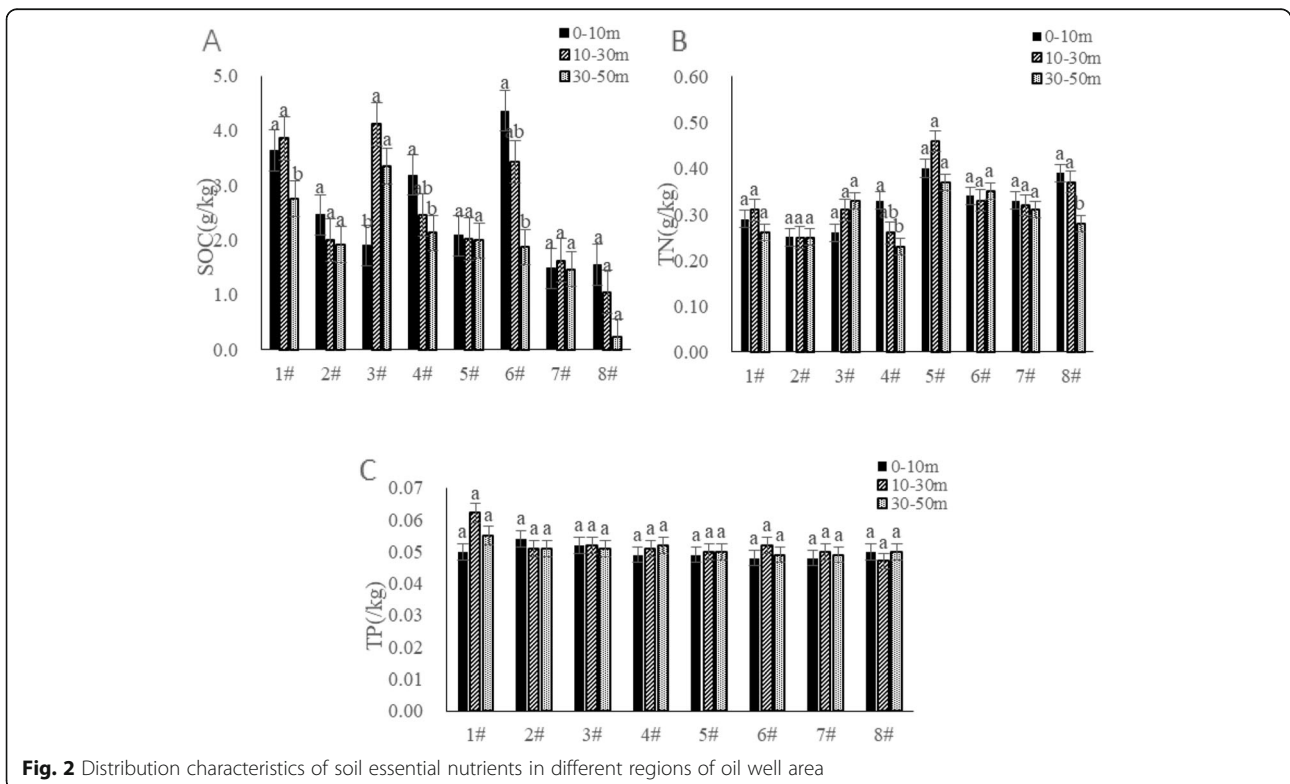 A
0-10m
10-30m
30-50m
SOC(g/kg)
5.0
4.0
3.0
2.0
1.0
0.0
a a b a a a b a a a ab b a a a a ab b a a a a a a
1# 2# 3# 4# 5# 6# 7# 8#
B
0-10m
10-30m
30-50m
TN(g/kg)
0.60
0.50
0.40
0.30
0.20
0.10
0.00
a a a a a a a a a a ab b a a a a a a a a a a a b
1# 2# 3# 4# 5# 6# 7# 8#
C
0-10m
10-30m
30-50m
TP(/kg)
0.07
0.06
0.05
0.04
0.03
0.02
0.01
0.00
a a a a a a a a a a a a a a a a a a a a a a a a
1# 2# 3# 4# 5# 6# 7# 8#
Fig. 2 Distribution characteristics of soil essential nutrients in different regions of oil well area